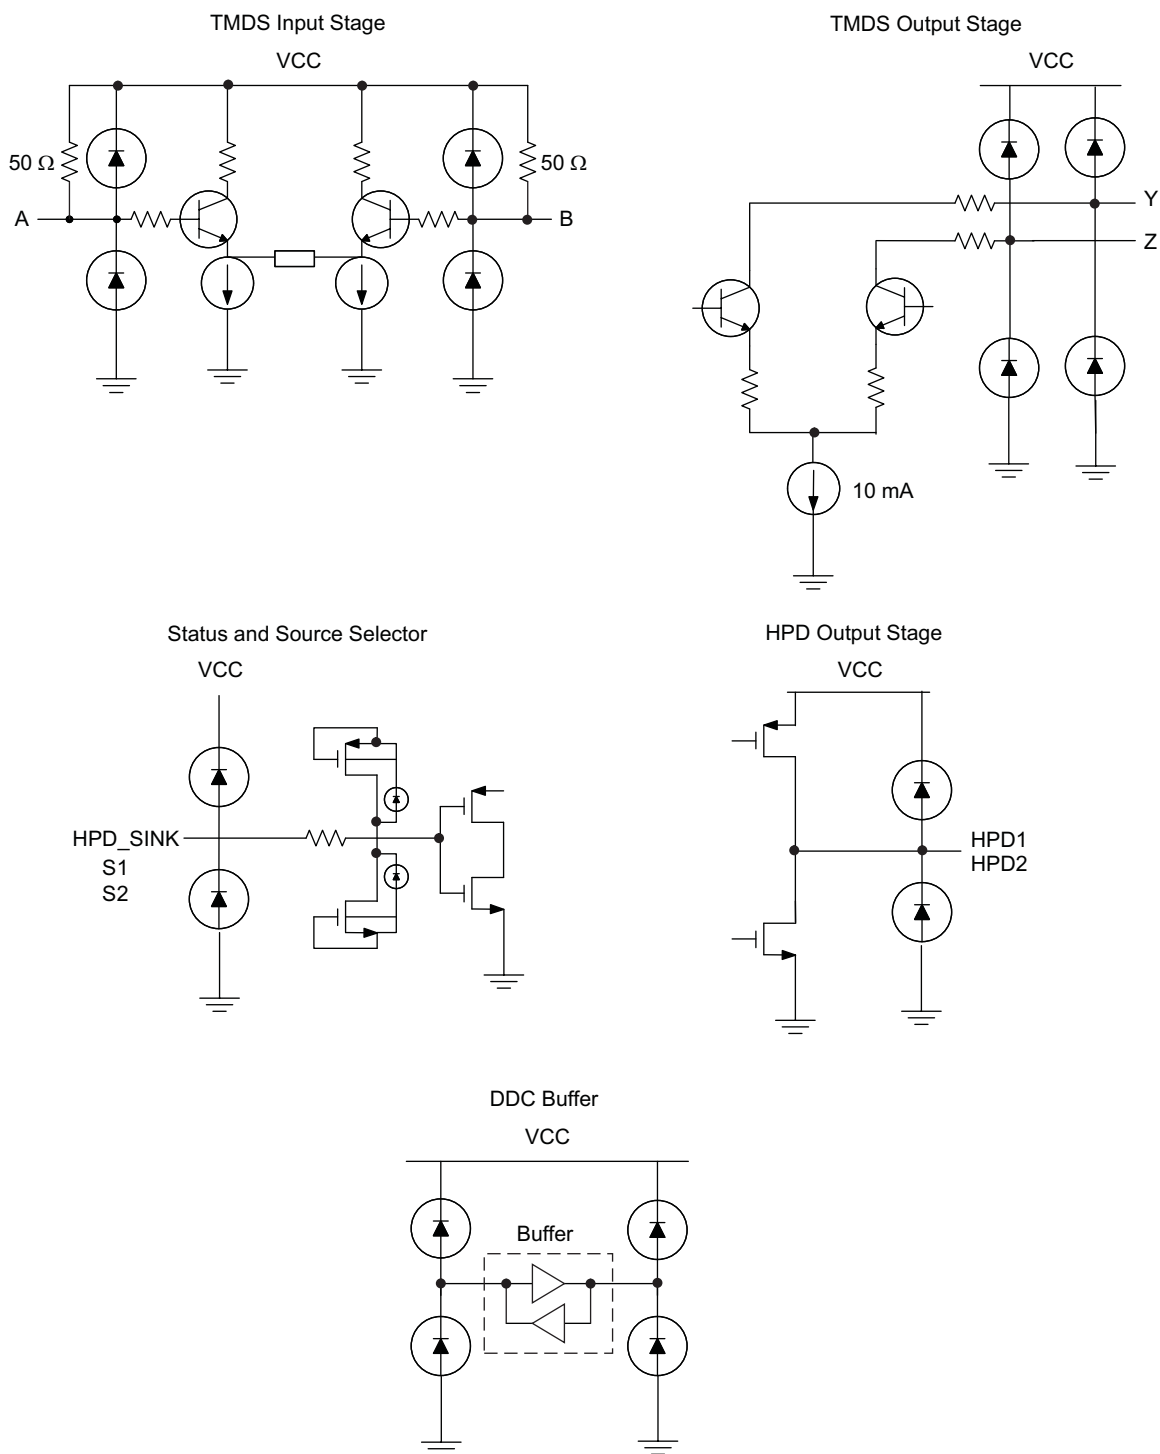 TMDS Input Stage
VCC
50 Ω
50 Ω
A
B
TMDS Output Stage
VCC
Y
Z
10 mA
Status and Source Selector
VCC
HPD_SINK
S1
S2
HPD Output Stage
VCC
HPD1
HPD2
DDC Buffer
VCC
Buffer